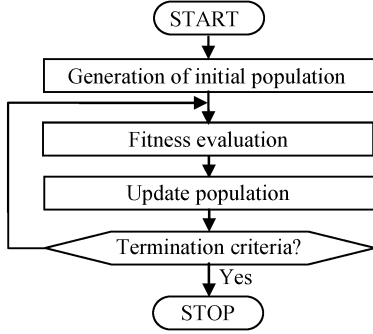 START
Generation of initial population
Fitness evaluation
Update population
Termination criteria?
Yes
STOP